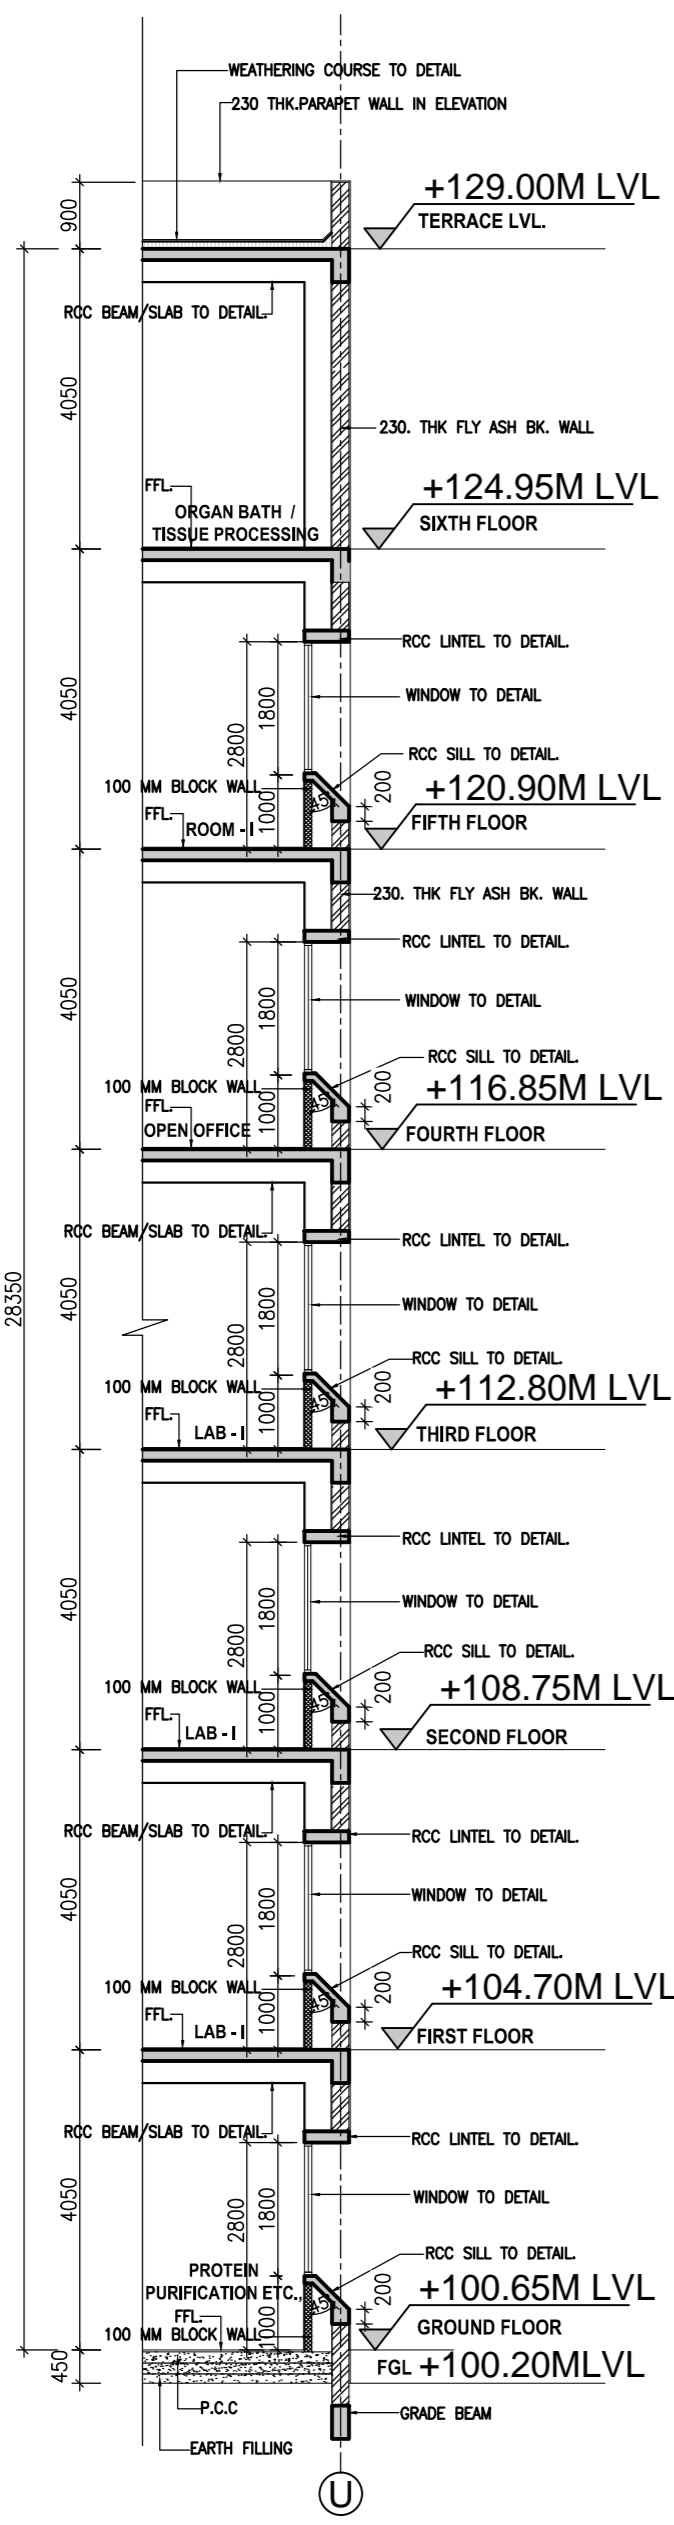 WEATHERING COURSE TO DETAIL
230 THK.PARAPET WALL IN ELEVATION
900
+129.00M LVL
TERRACE LVL.
RCC BEAM/SLAB TO DETAIL.
4050
230. THK FLY ASH BK. WALL
FFL.
ORGAN BATH /
TISSUE PROCESSING
+124.95M LVL
SIXTH FLOOR
RCC LINTEL TO DETAIL.
4050
2800
1800
WINDOW TO DETAIL
RCC SILL TO DETAIL.
100 MM BLOCK WALL
1000
45°
200
+120.90M LVL
FIFTH FLOOR
FFL.
ROOM - I
230. THK FLY ASH BK. WALL
RCC LINTEL TO DETAIL.
4050
2800
1800
WINDOW TO DETAIL
RCC SILL TO DETAIL.
100 MM BLOCK WALL
1000
45°
200
+116.85M LVL
FOURTH FLOOR
FFL.
OPEN OFFICE
RCC BEAM/SLAB TO DETAIL.
RCC LINTEL TO DETAIL.
28350
4050
2800
1800
WINDOW TO DETAIL
RCC SILL TO DETAIL.
100 MM BLOCK WALL
1000
45°
200
+112.80M LVL
THIRD FLOOR
FFL.
LAB - I
RCC LINTEL TO DETAIL.
4050
2800
1800
WINDOW TO DETAIL
RCC SILL TO DETAIL.
100 MM BLOCK WALL
1000
45°
200
+108.75M LVL
SECOND FLOOR
FFL.
LAB - I
RCC BEAM/SLAB TO DETAIL.
RCC LINTEL TO DETAIL.
4050
2800
1800
WINDOW TO DETAIL
RCC SILL TO DETAIL.
100 MM BLOCK WALL
1000
45°
200
+104.70M LVL
FIRST FLOOR
FFL.
LAB - I
RCC BEAM/SLAB TO DETAIL.
RCC LINTEL TO DETAIL.
4050
2800
1800
WINDOW TO DETAIL
RCC SILL TO DETAIL.
PROTEIN
PURIFICATION ETC.,
FFL.
100 MM BLOCK WALL
1000
45°
200
+100.65M LVL
GROUND FLOOR
450
FGL +100.20MLVL
P.C.C
GRADE BEAM
EARTH FILLING
U